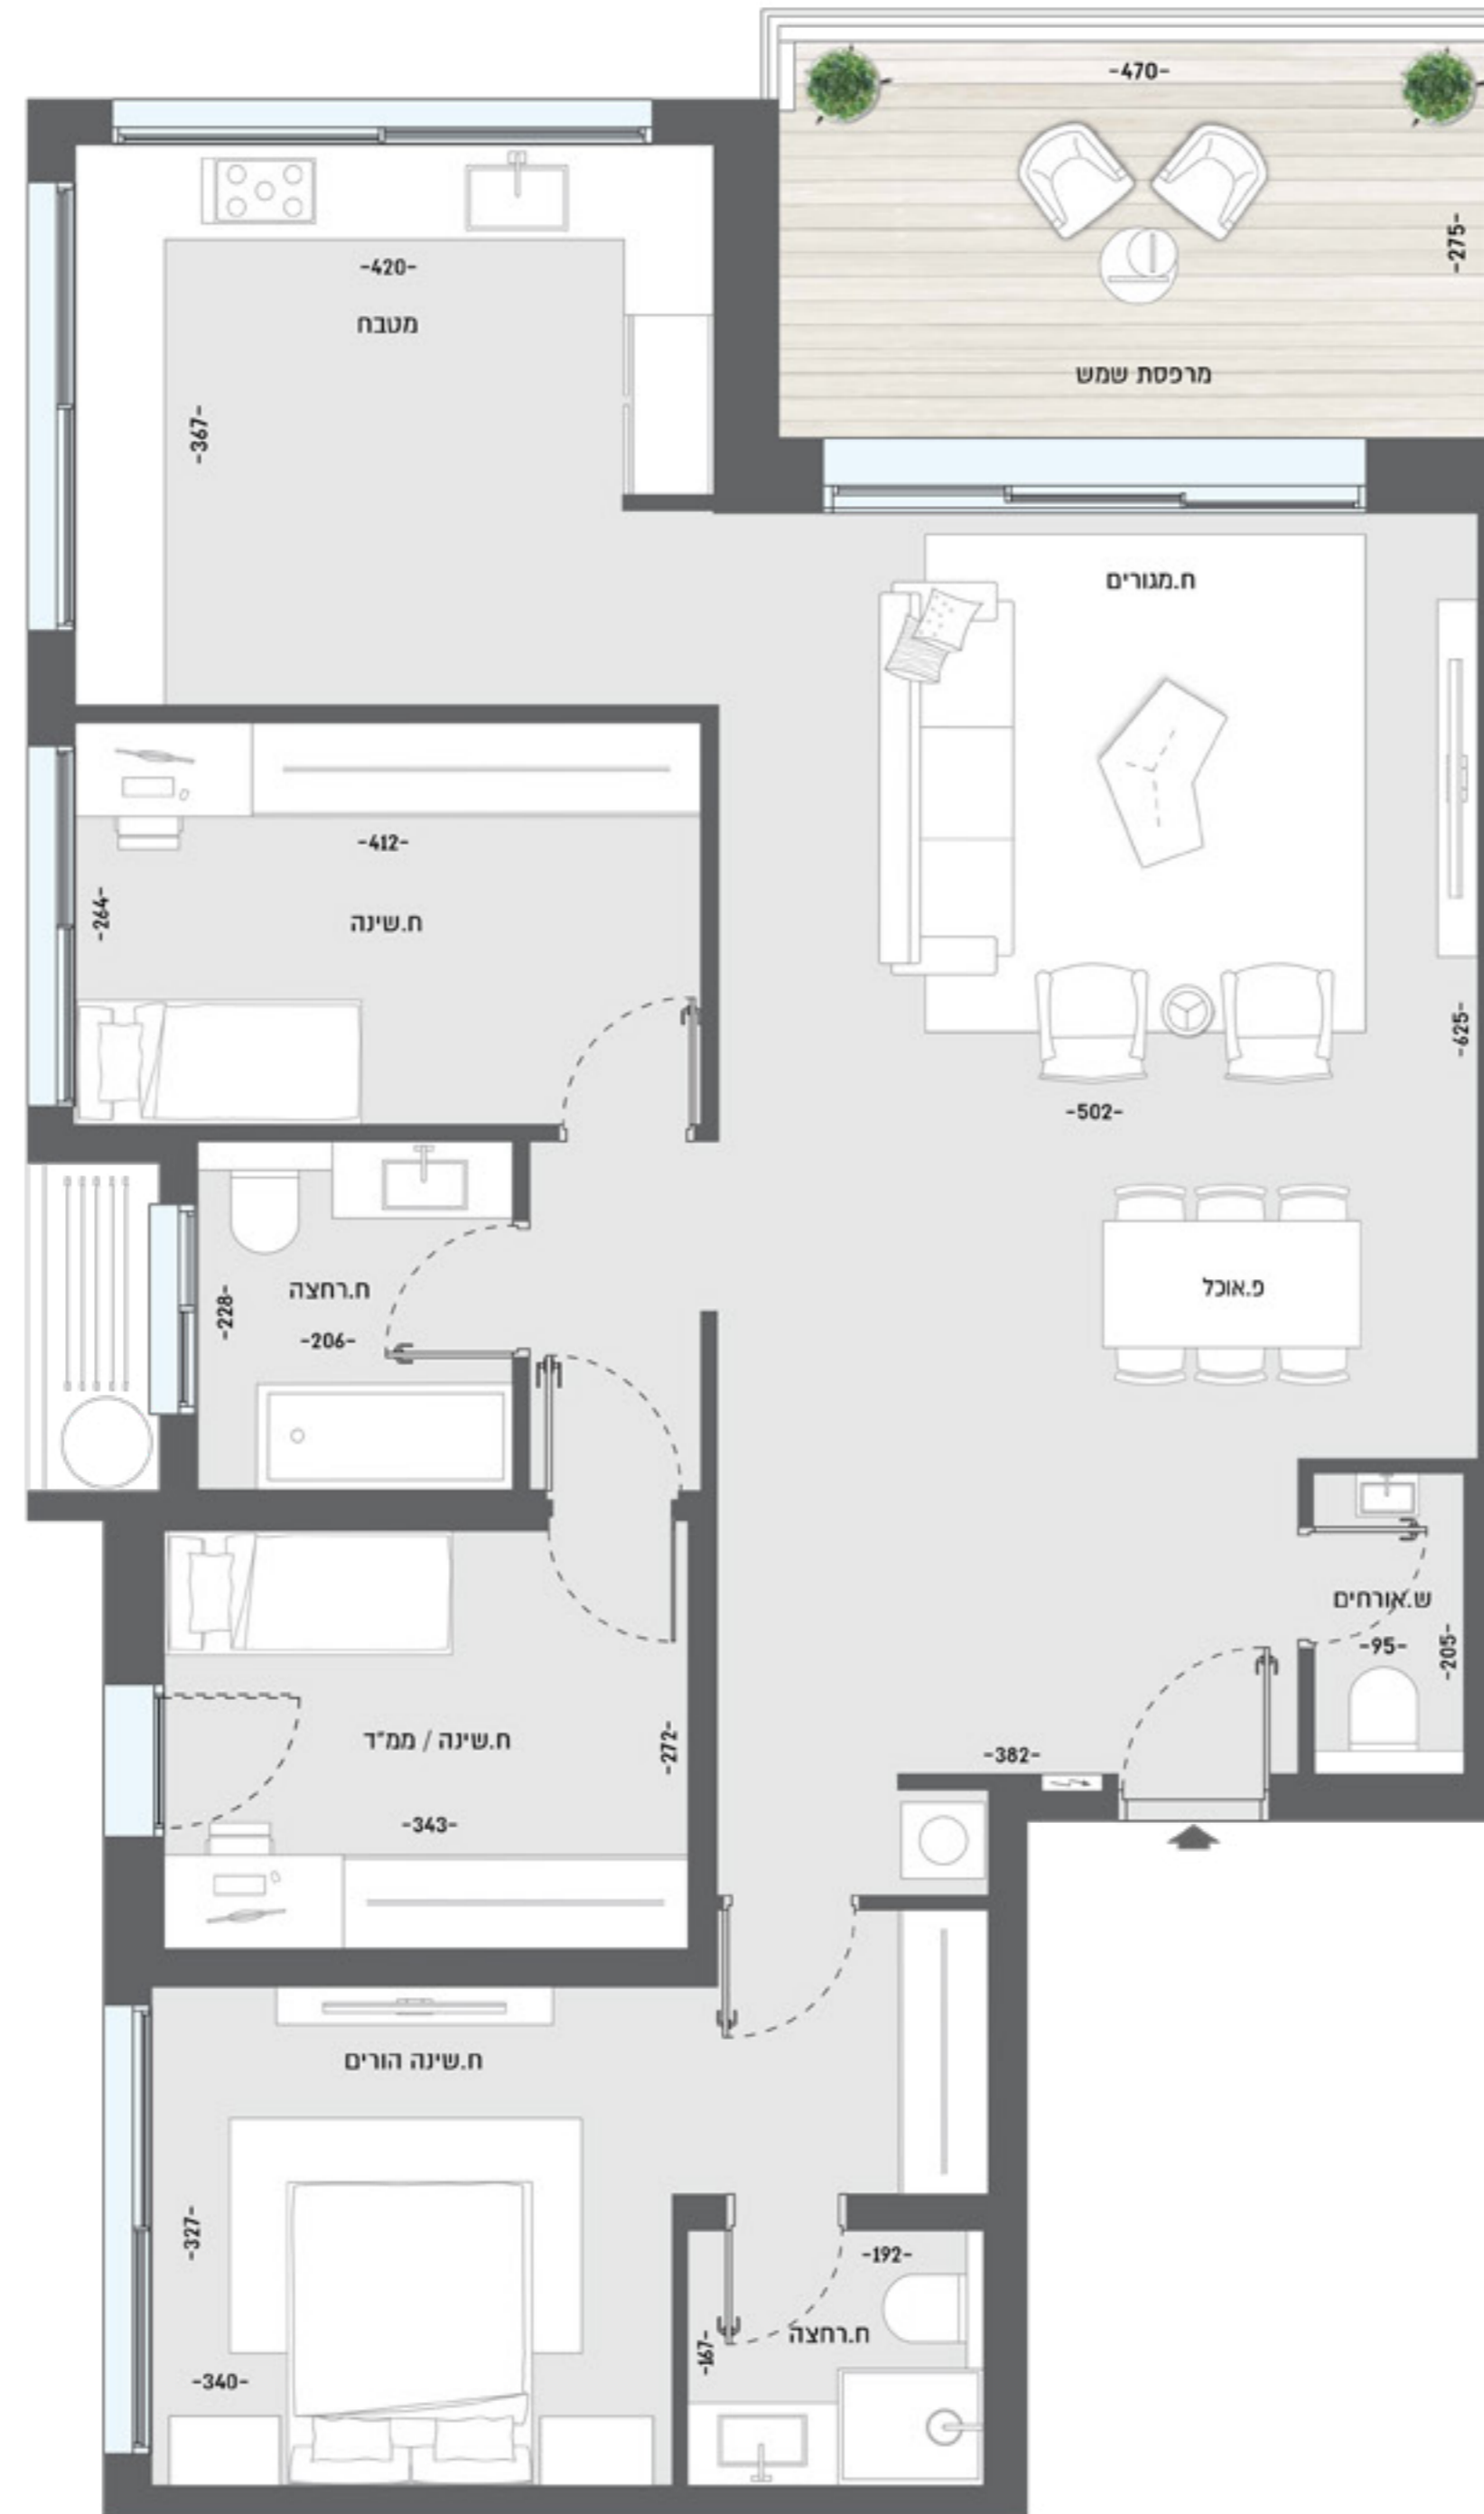 -470-
-275-
מרפסת שמש
-420-
מטבח
-367-
ח.מגורים
-625-
-502-
-412-
-264-
ח.שינה
פ.אוכל
ח.רחצה
-228-
-206-
ש.אורחים
-95-
-205-
-382-
ח.שינה / ממ"ד
-272-
-343-
ח.שינה הורים
-327-
-340-
-192-
ח.רחצה
-167-